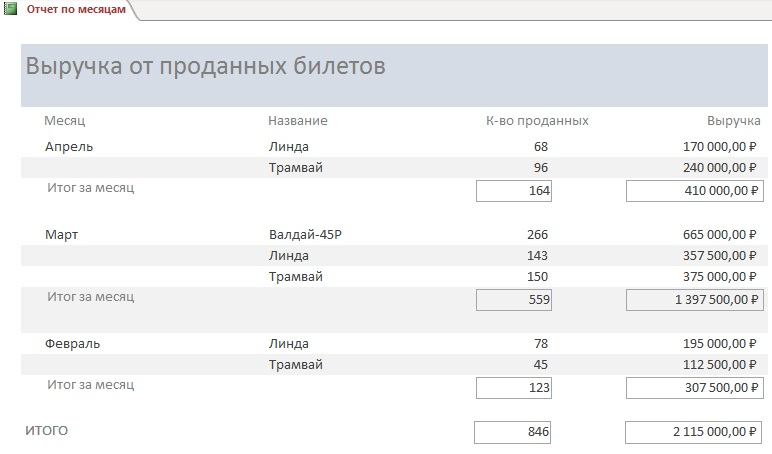 Отчет по месяцам
Выручка от проданных билетов
Месяц Название К-во проданных Выручка
Апрель Линда 68 170 000,00 ₽
Трамвай 96 240 000,00 ₽
Итог за месяц 164 410 000,00 ₽
Март Валдай-45Р 266 665 000,00 ₽
Линда 143 357 500,00 ₽
Трамвай 150 375 000,00 ₽
Итог за месяц 559 1 397 500,00 ₽
Февраль Линда 78 195 000,00 ₽
Трамвай 45 112 500,00 ₽
Итог за месяц 123 307 500,00 ₽
ИТОГО 846 2 115 000,00 ₽